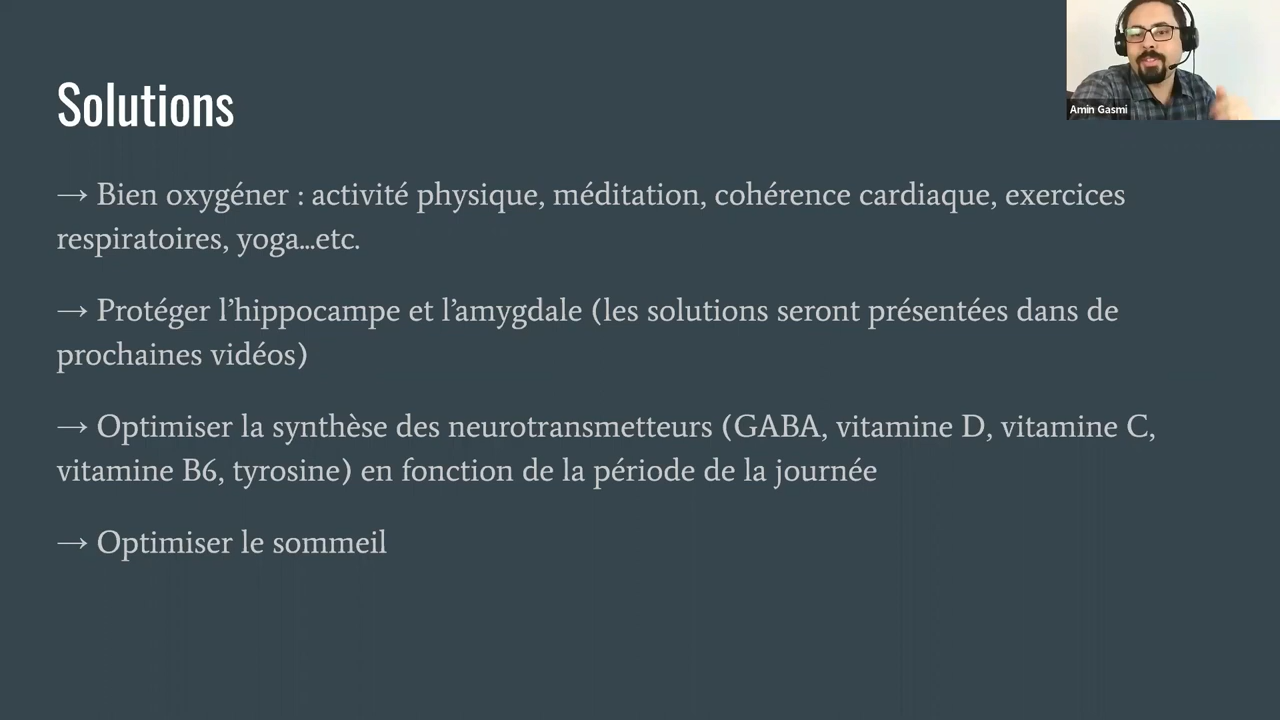 Amin Gasmi
Solutions
→ Bien oxygéner : activité physique, méditation, cohérence cardiaque, exercices
respiratoires, yoga...etc.
→ Protéger l’hippocampe et l’amygdale (les solutions seront présentées dans de
prochaines vidéos)
→ Optimiser la synthèse des neurotransmetteurs (GABA, vitamine D, vitamine C,
vitamine B6, tyrosine) en fonction de la période de la journée
→ Optimiser le sommeil